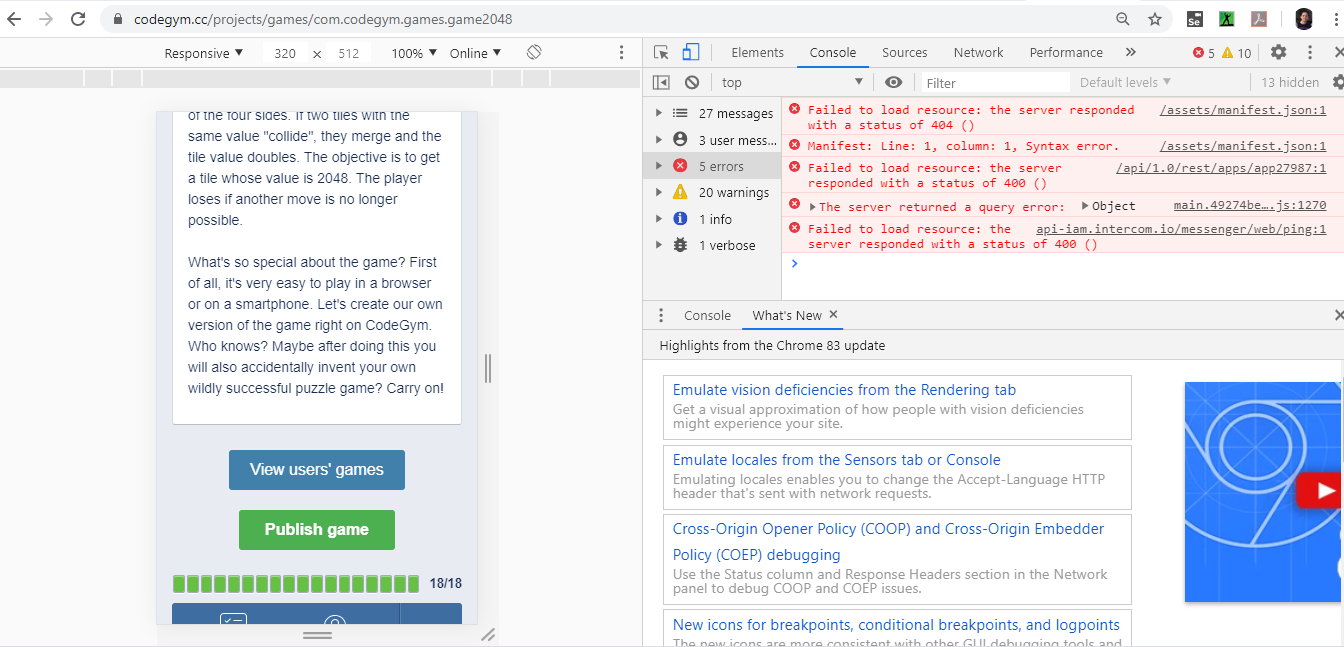 codegym.cc/projects/games/com.codegym.games.game2048
Se
Responsive ▼ 320 × 512 100% ▼ Online ▼
of the four sides. If two tiles with the
same value "collide", they merge and the
tile value doubles. The objective is to get
a tile whose value is 2048. The player
loses if another move is no longer
possible.
What's so special about the game? First
of all, it's very easy to play in a browser
or on a smartphone. Let's create our own
version of the game right on CodeGym.
Who knows? Maybe after doing this you
will also accidentally invent your own
wildly successful puzzle game? Carry on!
View users' games
Publish game
18/18
Elements Console Sources Network Performance » 5 10
top ▼ Filter Default levels ▼ 13 hidden
27 messages
3 user mess...
5 errors
20 warnings
1 info
1 verbose
Failed to load resource: the server responded /assets/manifest.json:1
with a status of 404 ()
Manifest: Line: 1, column: 1, Syntax error. /assets/manifest.json:1
Failed to load resource: the server /api/1.0/rest/apps/app27987:1
responded with a status of 400 ()
▶The server returned a query error: ▶Object main.49274be….js:1270
Failed to load resource: the api-iam.intercom.io/messenger/web/ping:1
server responded with a status of 400 ()
Console What's New ×
Highlights from the Chrome 83 update
Emulate vision deficiencies from the Rendering tab
Get a visual approximation of how people with vision deficiencies
might experience your site.
Emulate locales from the Sensors tab or Console
Emulating locales enables you to change the Accept-Language HTTP
header that's sent with network requests.
Cross-Origin Opener Policy (COOP) and Cross-Origin Embedder
Policy (COEP) debugging
Use the Status column and Response Headers section in the Network
panel to debug COOP and COEP issues.
New icons for breakpoints, conditional breakpoints, and logpoints
The new icons are more consistent with other GUI debugging tools and